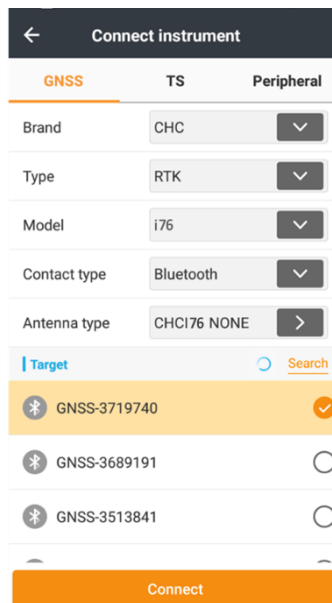 Connect instrument
GNSS TS Peripheral
Brand CHC
Type RTK
Model i76
Contact type Bluetooth
Antenna type CHCI76 NONE
Target Search
GNSS-3719740
GNSS-3689191
GNSS-3513841
Connect